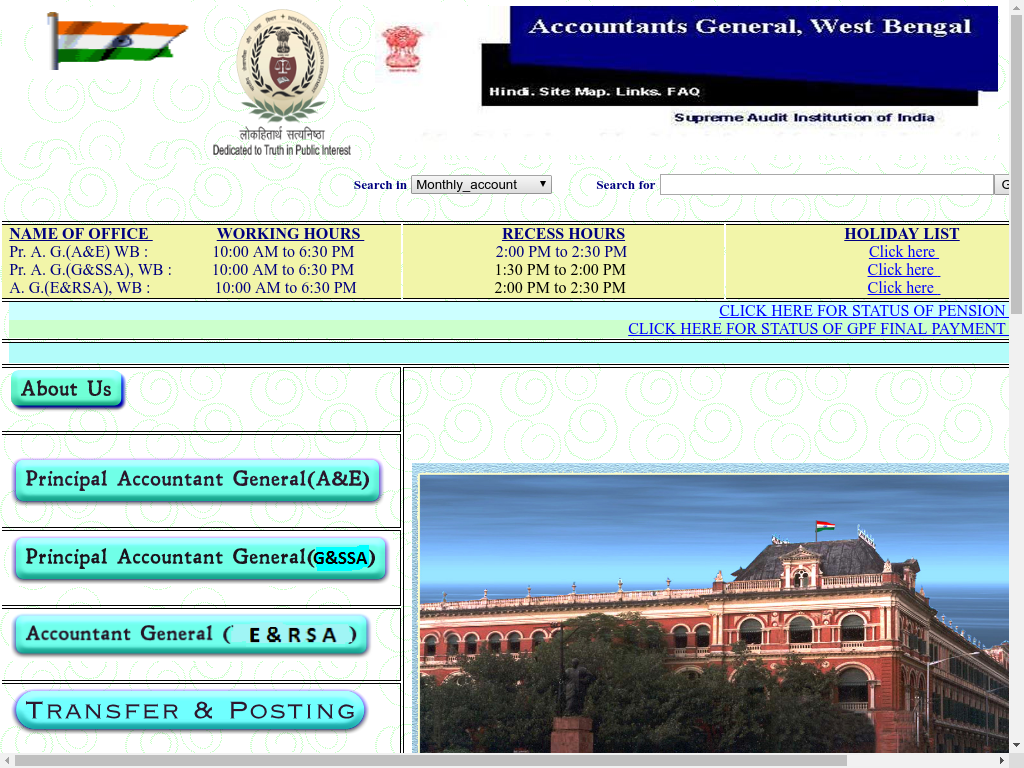 Accountants General, West Bengal
Hindi. Site Map. Links. FAQ
Supreme Audit Institution of India
लोकहितार्थ सत्यनिष्ठा
Dedicated to Truth in Public Interest
Search in Monthly_account Search for G
NAME OF OFFICE WORKING HOURS RECESS HOURS HOLIDAY LIST
Pr. A. G.(A&E) WB : 10:00 AM to 6:30 PM 2:00 PM to 2:30 PM Click here
Pr. A. G.(G&SSA), WB : 10:00 AM to 6:30 PM 1:30 PM to 2:00 PM Click here
A. G.(E&RSA), WB : 10:00 AM to 6:30 PM 2:00 PM to 2:30 PM Click here
CLICK HERE FOR STATUS OF PENSION
CLICK HERE FOR STATUS OF GPF FINAL PAYMENT
About Us
Principal Accountant General(A&E)
Principal Accountant General(G&SSA)
Accountant General ( E & R S A )
TRANSFER & POSTING